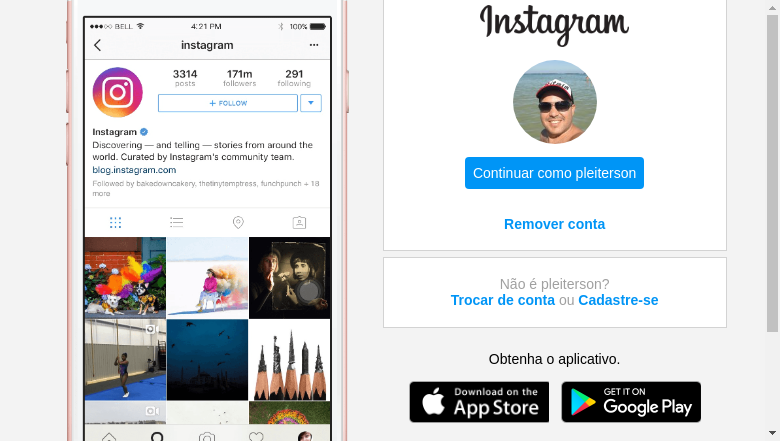 ●●●○○ BELL 4:21 PM 100%
instagram
3314 171m 291
posts followers following
+ FOLLOW
Instagram
Discovering — and telling — stories from around the
world. Curated by Instagram's community team.
blog.instagram.com
Followed by bakedowncakery, thetinytemptress, funchpunch + 18
more
Instagram
Continuar como pleiterson
Remover conta
Não é pleiterson?
Trocar de conta ou Cadastre-se
Obtenha o aplicativo.
Download on the
App Store
GET IT ON
Google Play